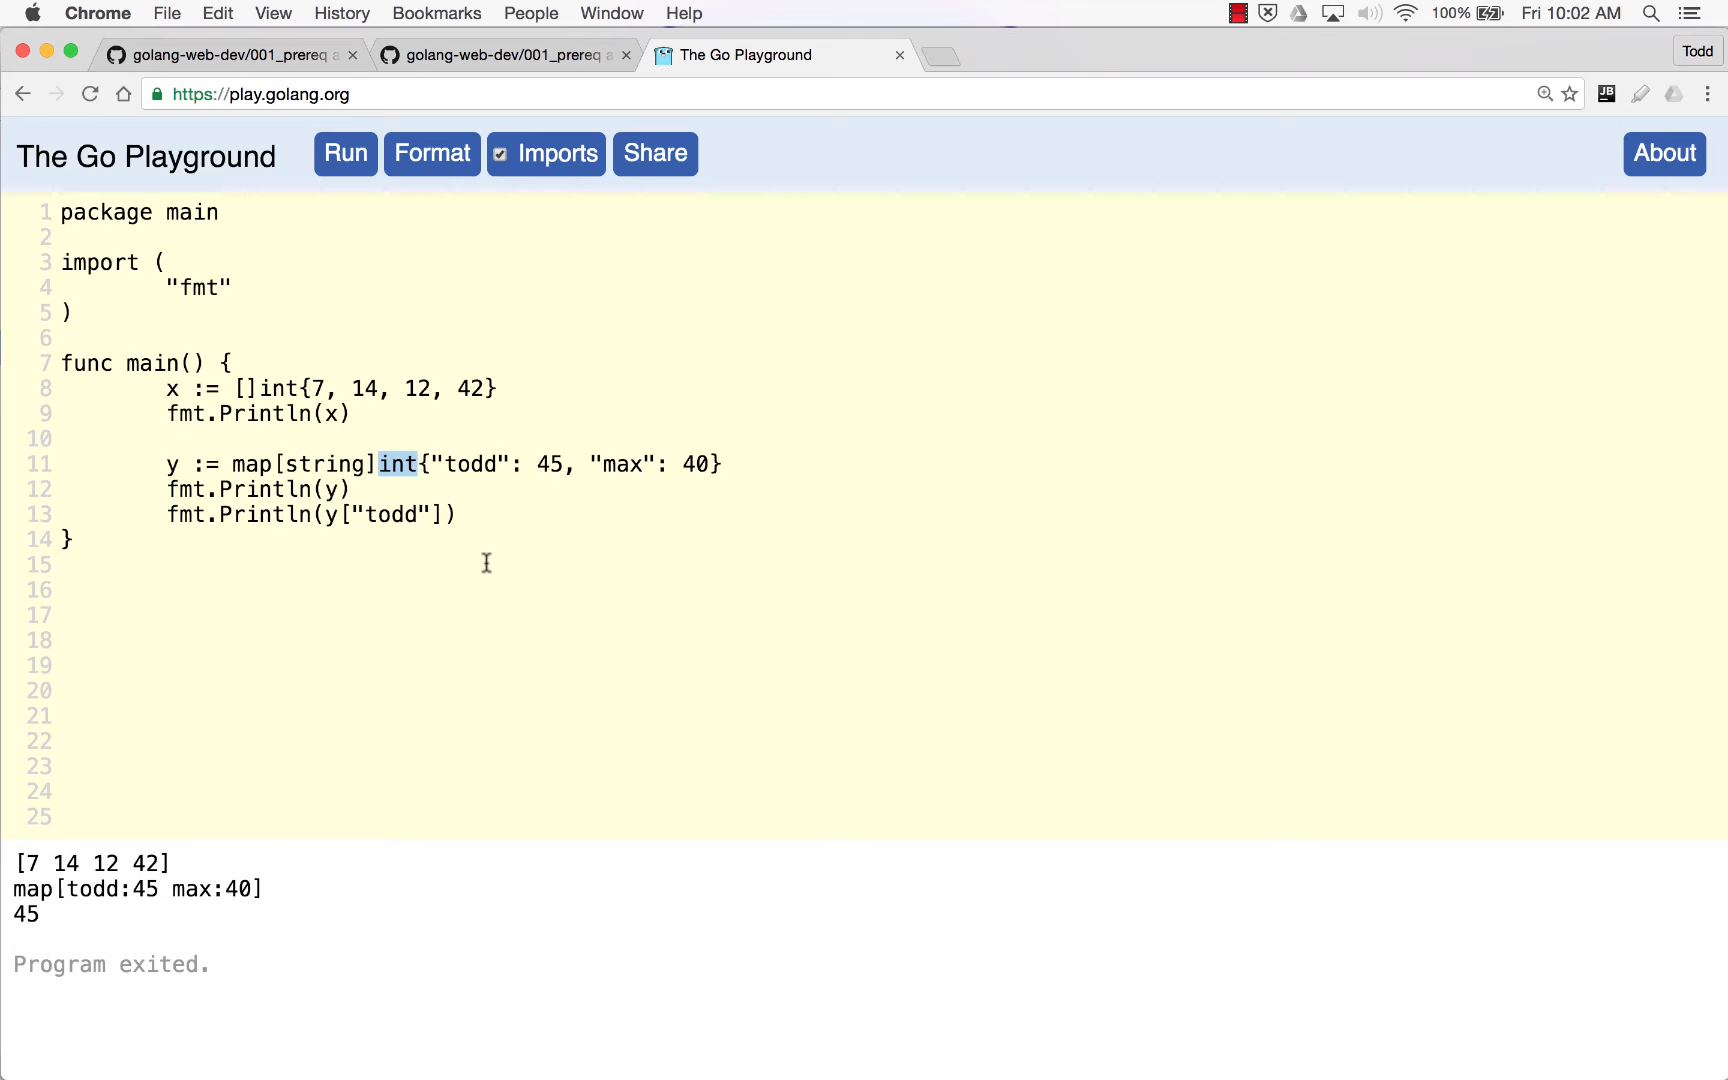 Chrome File Edit View History Bookmarks People Window Help 100% Fri 10:02 AM
golang-web-dev/001_prereq a golang-web-dev/001_prereq a The Go Playground Todd
https://play.golang.org JB
The Go Playground Run Format Imports Share About
1 package main
2
3 import (
4 "fmt"
5 )
6
7 func main() {
8 x := []int{7, 14, 12, 42}
9 fmt.Println(x)
10
11 y := map[string]int{"todd": 45, "max": 40}
12 fmt.Println(y)
13 fmt.Println(y["todd"])
14 }
15
16
17
18
19
20
21
22
23
24
25
[7 14 12 42]
map[todd:45 max:40]
45
Program exited.